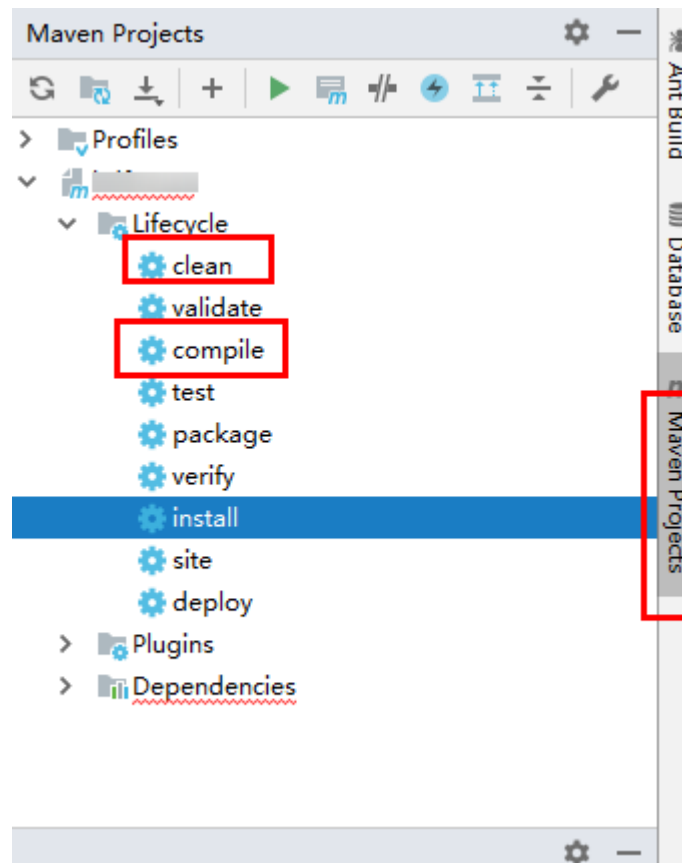 Maven Projects
Profiles
Lifecycle
clean
validate
compile
test
package
verify
install
site
deploy
Plugins
Dependencies
Ant Build
Database
Maven Projects